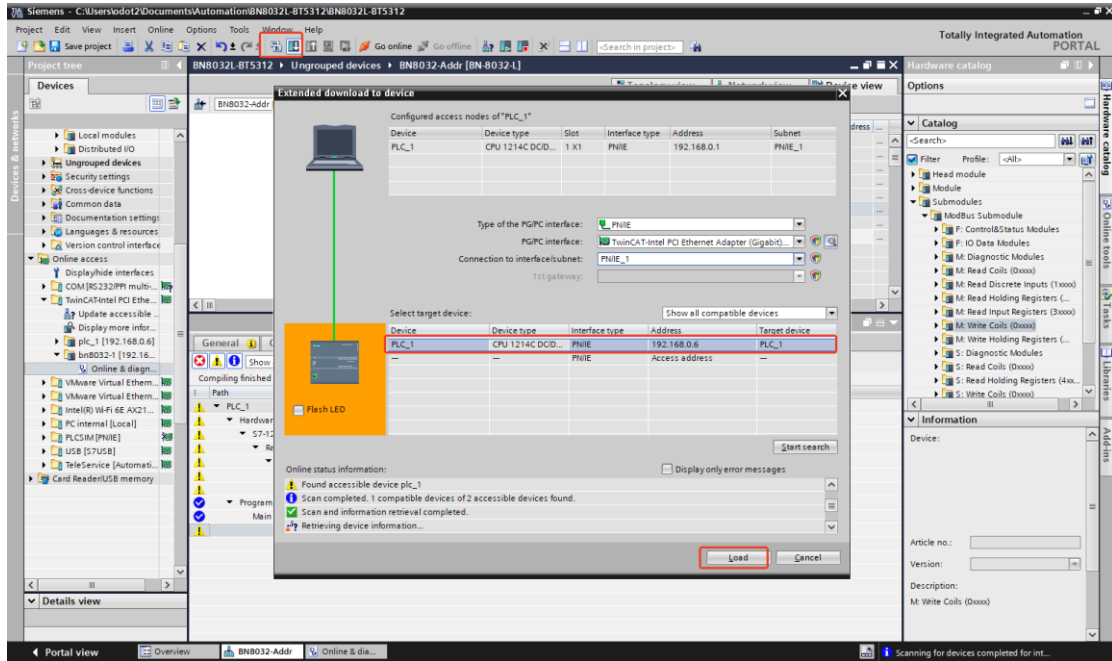 Siemens - C:\Users\odot2\Documents\Automation\BN8032L-BT5312\BN8032L-BT5312
Project Edit View Insert Online Options Tools Window Help
Totally Integrated Automation
PORTAL
Save project
Go online
Go offline
<Search in project>
Project tree
BN8032L-BT5312 ▸ Ungrouped devices ▸ BN8032-Addr [BN-8032-L]
Hardware catalog
Devices
Device view
Options
Devices & networks
BN8032-Addr [
Local modules
Distributed I/O
Ungrouped devices
Security settings
Cross-device functions
Common data
Documentation settings
Languages & resources
Version control interface
Online access
Display/hide interfaces
COM [RS232/PPI multi-...
TwinCAT-Intel PCI Ethe...
Update accessible ..
Display more infor...
plc_1 [192.168.0.6]
bn8032-1 [192.16...
Online & diagn...
VMware Virtual Ethern...
VMware Virtual Ethern...
Intel(R) Wi-Fi 6E AX21...
PC internal [Local]
PLCSIM [PN/IE]
USB [S7USB]
TeleService [Automati...
Card Reader/USB memory
Details view
General
Show
Compiling finished
! Path
PLC_1
Hardwar
S7-12
Program
Main
Extended download to device
Configured access nodes of "PLC_1"
Device Device type Slot Interface type Address Subnet
PLC_1 CPU 1214C DC/D... 1 X1 PN/IE 192.168.0.1 PN/IE_1
Type of the PG/PC interface: PN/IE
PG/PC interface: TwinCAT-Intel PCI Ethernet Adapter (Gigabit)...
Connection to interface/subnet: PN/IE_1
1st gateway:
Select target device: Show all compatible devices
Device Device type Interface type Address Target device
PLC_1 CPU 1214C DC/D... PN/IE 192.168.0.6 PLC_1
— — PN/IE Access address —
Flash LED
Start search
Online status information:
Display only error messages
Found accessible device plc_1
Scan completed. 1 compatible devices of 2 accessible devices found.
Scan and information retrieval completed.
Retrieving device information...
Load
Cancel
dress ...
Catalog
<Search>
Filter Profile: <All>
Head module
Module
Submodules
ModBus Submodule
F: Control&Status Modules
F: IO Data Modules
M: Diagnostic Modules
M: Read Coils (0xxxx)
M: Read Discrete Inputs (1xxxx)
M: Read Holding Registers (...
M: Read Input Registers (3xxxx)
M: Write Coils (0xxxx)
M: Write Holding Registers (...
S: Diagnostic Modules
S: Read Coils (0xxxx)
S: Read Holding Registers (4xx...
S: Write Coils (0xxxx)
Information
Device:
Article no.:
Version:
Description:
M: Write Coils (0xxxx)
Hardware catalog
Online tools
Tasks
Libraries
Add-ins
Portal view
Overview
BN8032-Addr
Online & dia...
Scanning for devices completed for int...